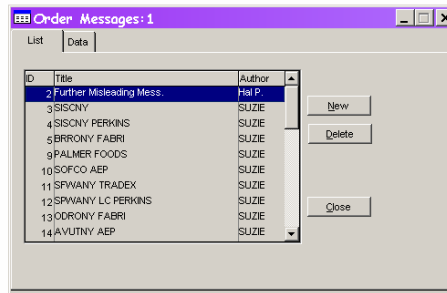 Order Messages:1
List Data
ID Title Author
2 Further Misleading Mess. Hal P.
3 SISCNY SUZIE
4 SISCNY PERKINS SUZIE
5 BRRONY FABRI SUZIE
9 PALMER FOODS SUZIE
10 SOFCO AEP SUZIE
11 SFWANY TRADEX SUZIE
12 SPWANY LC PERKINS SUZIE
13 ODRONY FABRI SUZIE
14 AVUTNY AEP SUZIE
New
Delete
Close